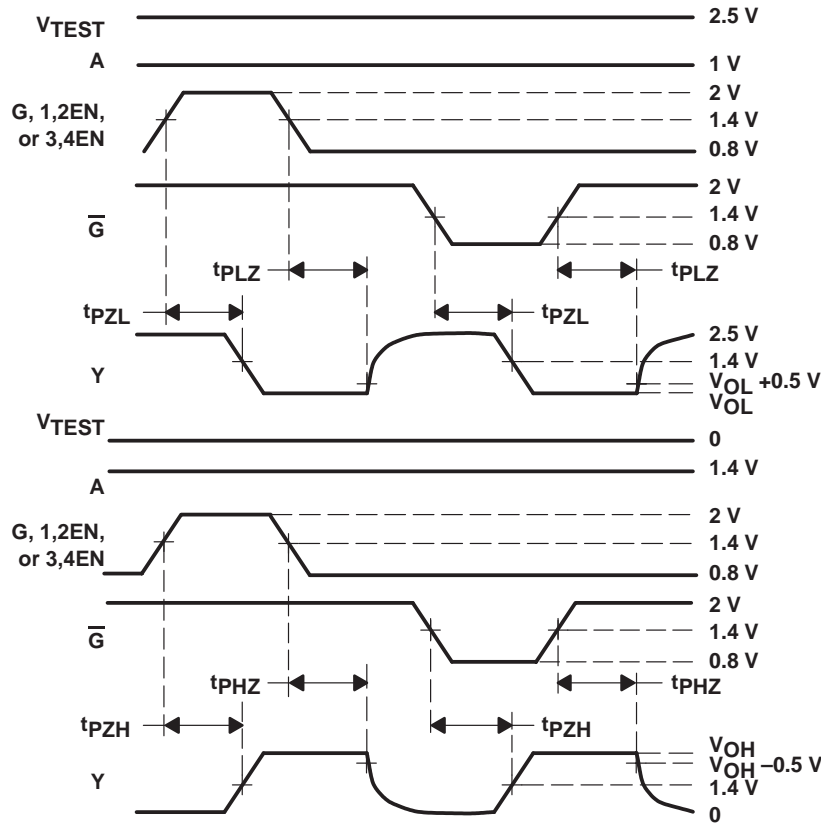 VTEST
2.5 V
A
1 V
G, 1,2EN,
or 3,4EN
2 V
1.4 V
0.8 V
G̅
2 V
1.4 V
0.8 V
tPLZ
tPLZ
tPZL
tPZL
Y
2.5 V
1.4 V
VOL +0.5 V
VOL
VTEST
0
A
1.4 V
G, 1,2EN,
or 3,4EN
2 V
1.4 V
0.8 V
G̅
2 V
1.4 V
0.8 V
tPHZ
tPHZ
tPZH
tPZH
Y
VOH
VOH –0.5 V
1.4 V
0